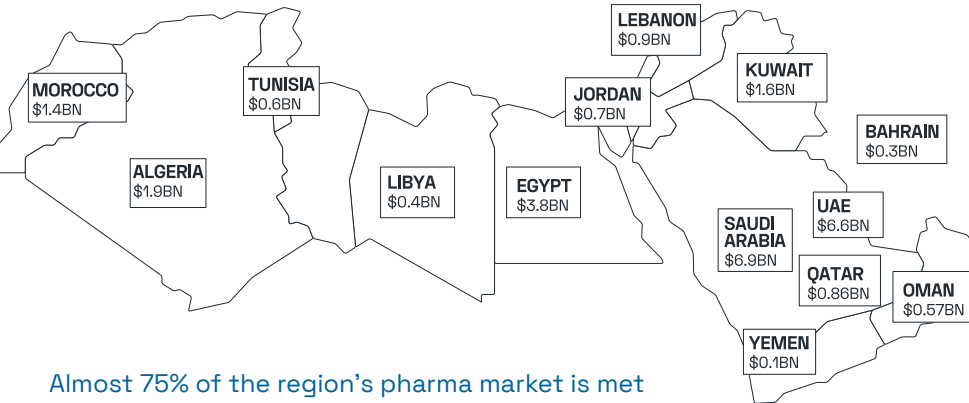 LEBANON
$0.9BN
MOROCCO
$1.4BN
TUNISIA
$0.6BN
JORDAN
$0.7BN
KUWAIT
$1.6BN
BAHRAIN
$0.3BN
ALGERIA
$1.9BN
LIBYA
$0.4BN
EGYPT
$3.8BN
UAE
$6.6BN
SAUDI
ARABIA
$6.9BN
QATAR
$0.86BN
OMAN
$0.57BN
YEMEN
$0.1BN
Almost 75% of the region's pharma market is met